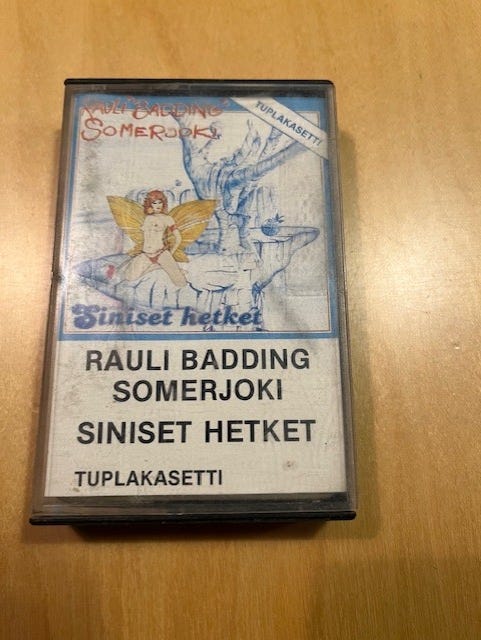 RAULI "BADDING"
SOMERJOKI
TUPLAKASETTI
Siniset hetket
RAULI BADDING
SOMERJOKI
SINISET HETKET
TUPLAKASETTI